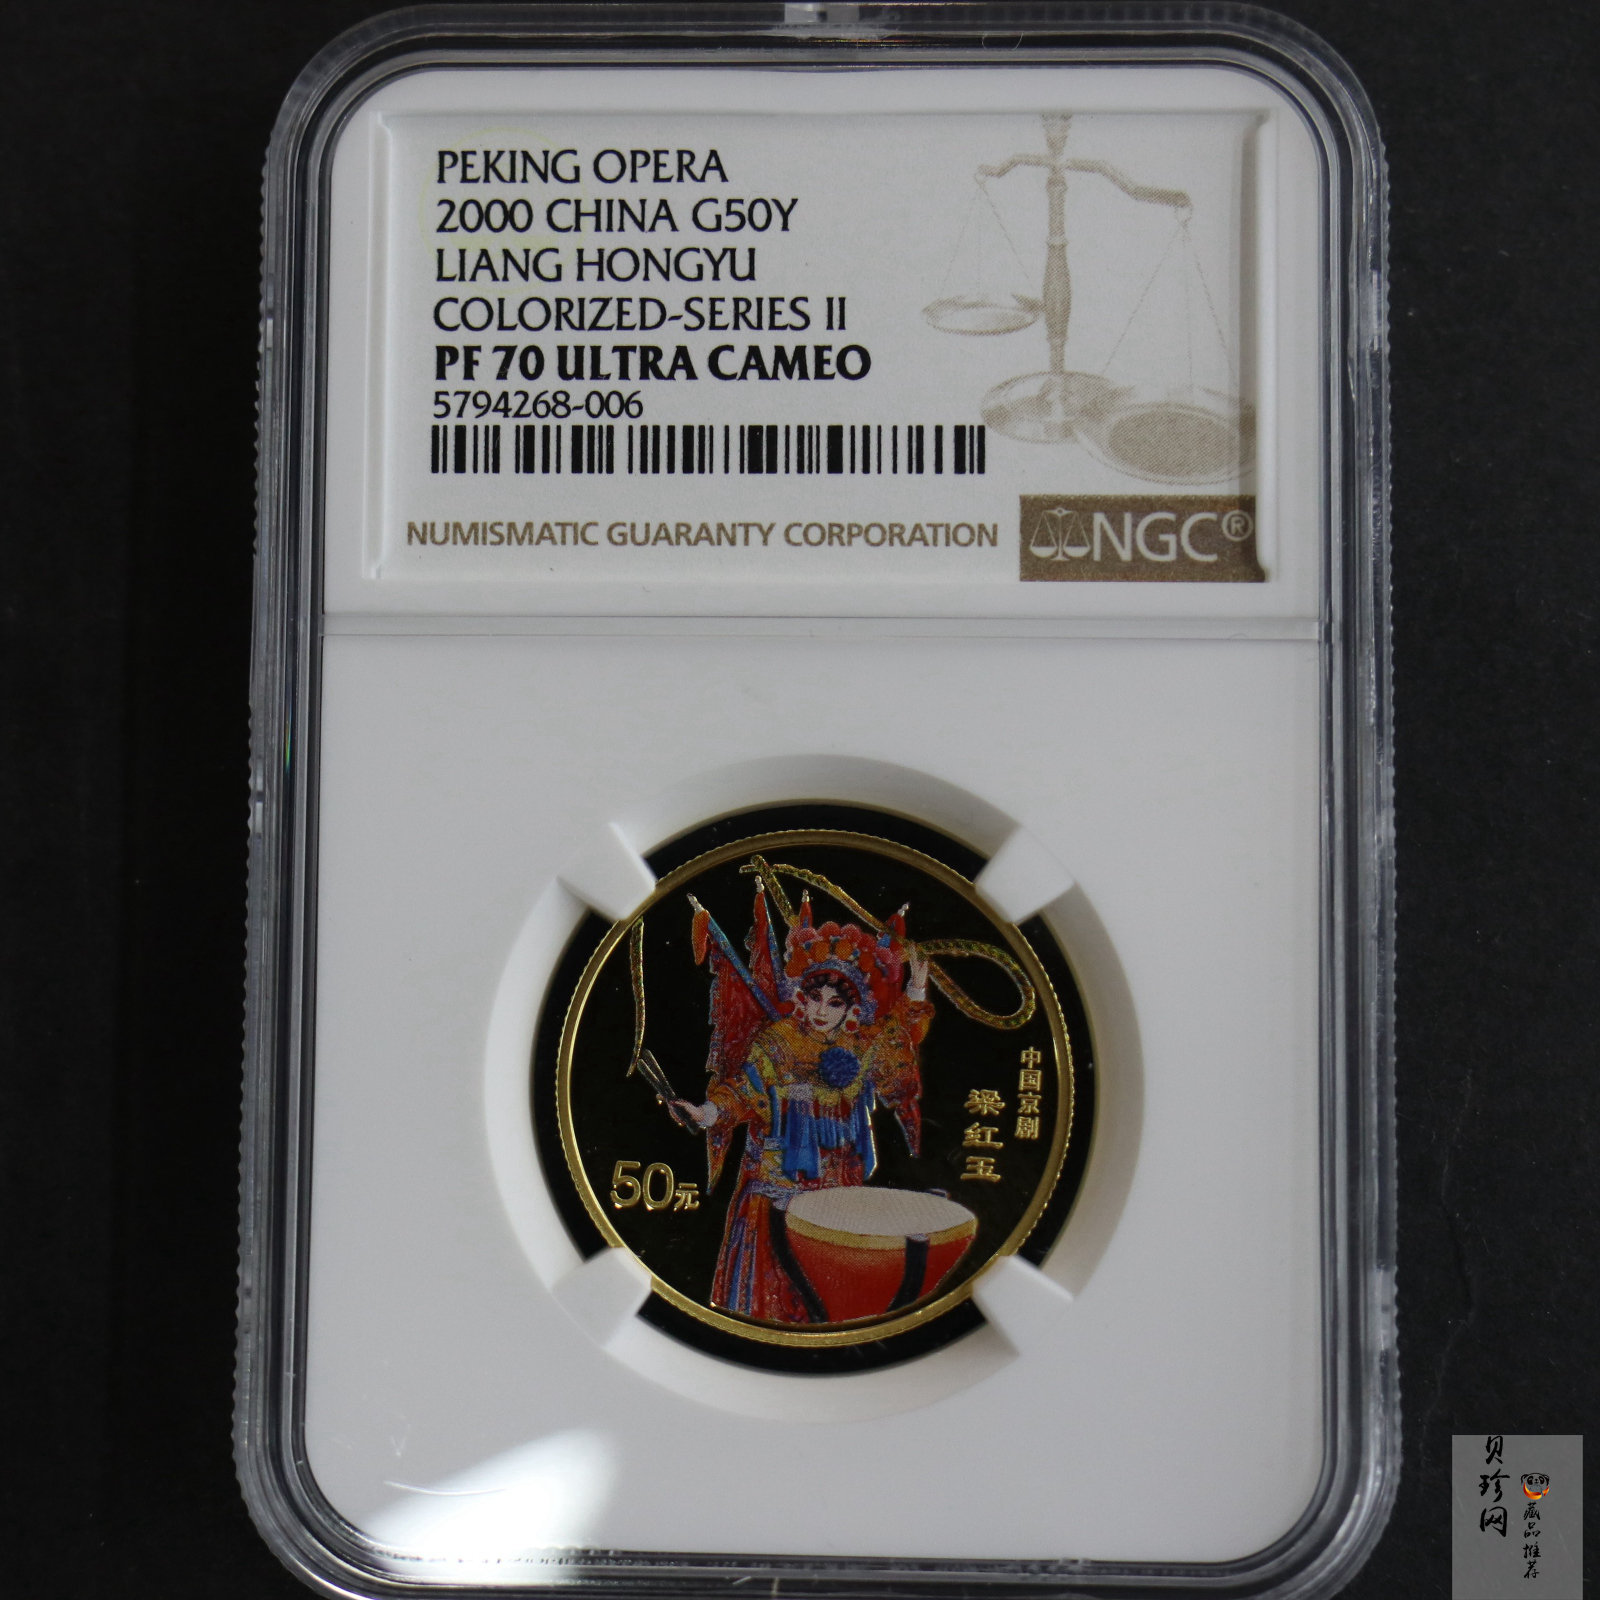 PEKING OPERA
2000 CHINA G50Y
LIANG HONGYU
COLORIZED-SERIES II
PF 70 ULTRA CAMEO
5794268-006
NUMISMATIC GUARANTY CORPORATION
NGC®
中国京剧
梁红玉
50元
贝珍网
藏品推荐